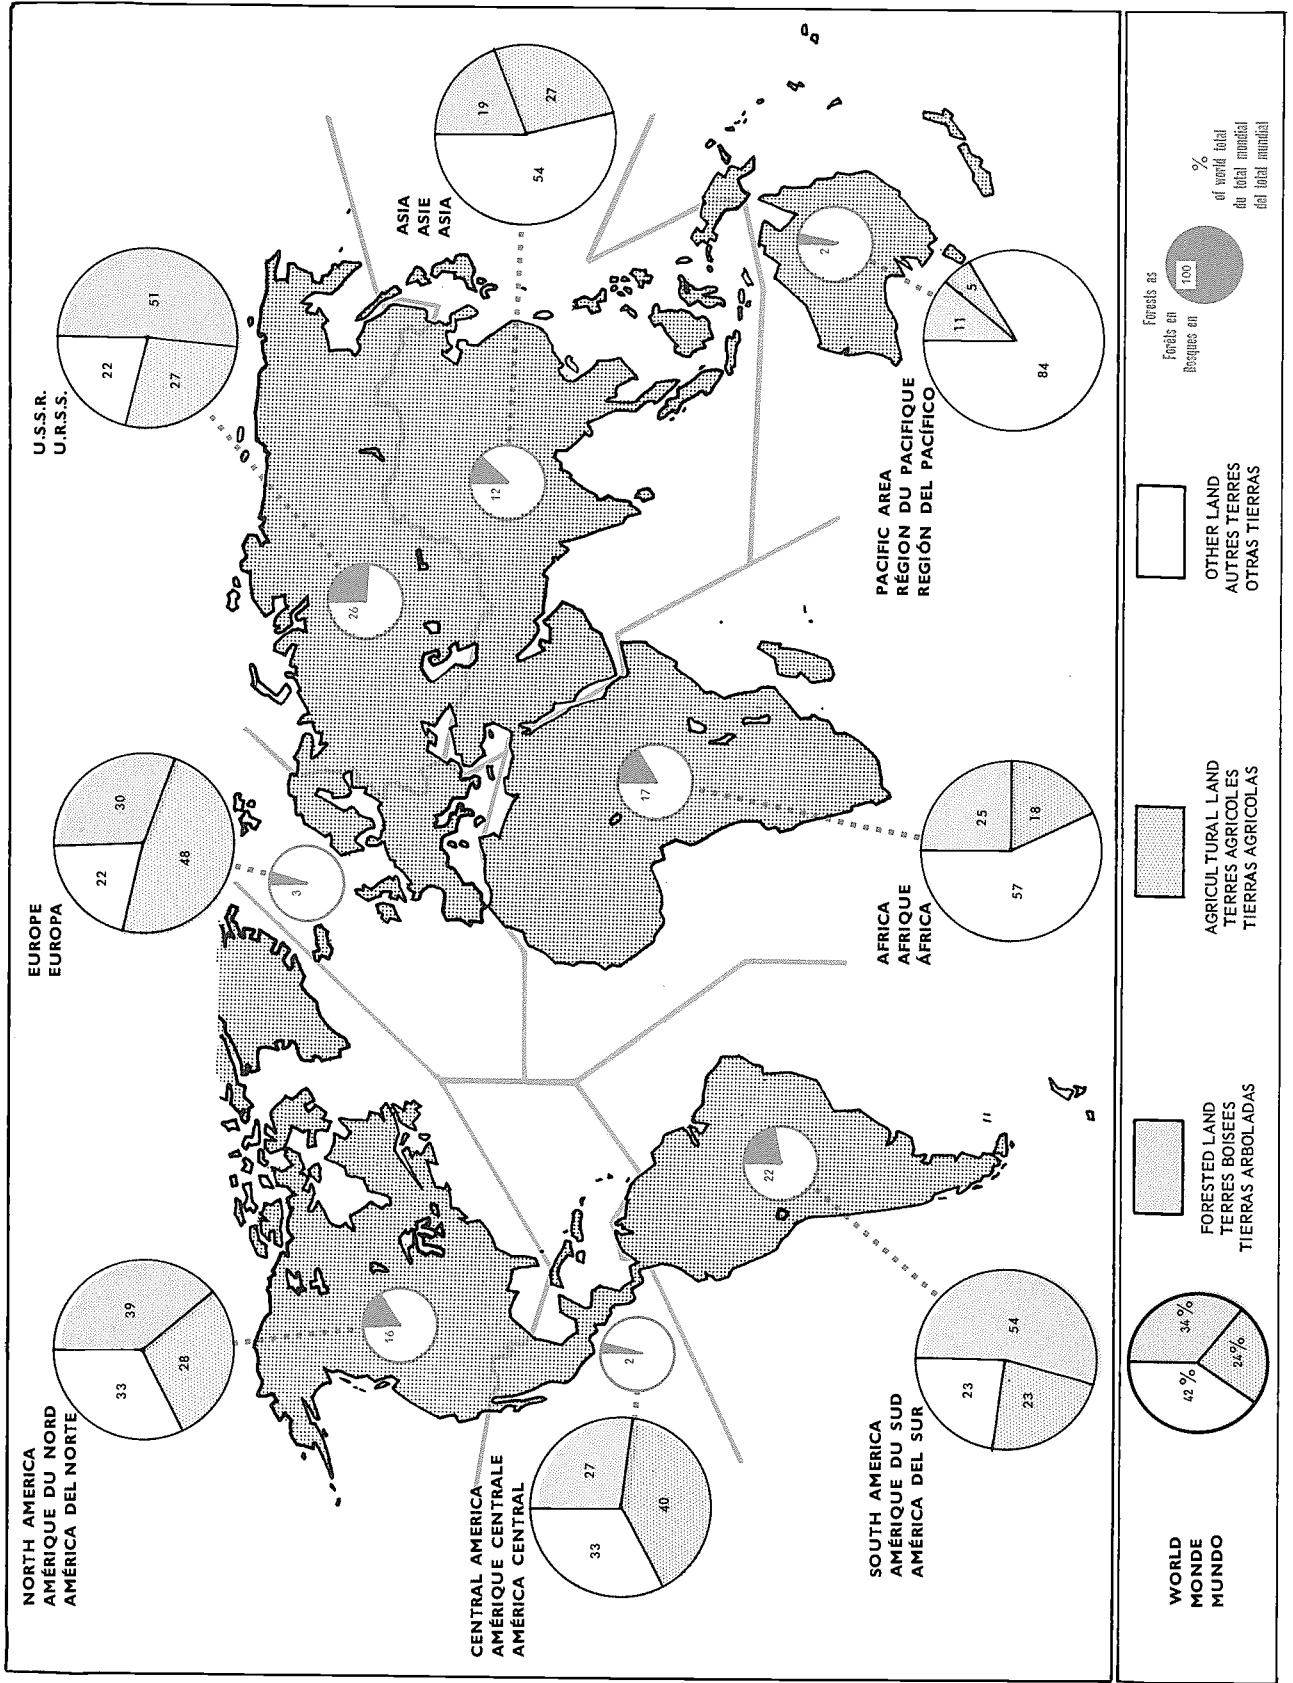 NORTH AMERICA
AMÉRIQUE DU NORD
AMÉRICA DEL NORTE
33
39
28
16
EUROPE
EUROPA
22
30
48
3
U.S.S.R.
U.R.S.S.
22
51
27
26
ASIA
ASIE
ASIA
19
27
54
12
CENTRAL AMERICA
AMÉRIQUE CENTRALE
AMÉRICA CENTRAL
33
27
40
2
SOUTH AMERICA
AMÉRIQUE DU SUD
AMÉRICA DEL SUR
23
54
23
22
AFRICA
AFRIQUE
ÁFRICA
25
18
57
17
PACIFIC AREA
RÉGION DU PACIFIQUE
REGIÓN DEL PACÍFICO
11
5
84
2
WORLD
MONDE
MUNDO
42 %
34 %
24%
FORESTED LAND
TERRES BOISEES
TIERRAS ARBOLADAS
AGRICULTURAL LAND
TERRES AGRICOLES
TIERRAS AGRICOLAS
OTHER LAND
AUTRES TERRES
OTRAS TIERRAS
Forests as
Forêts en
Bosques en
100
%
of world total
du total mondial
del total mundial